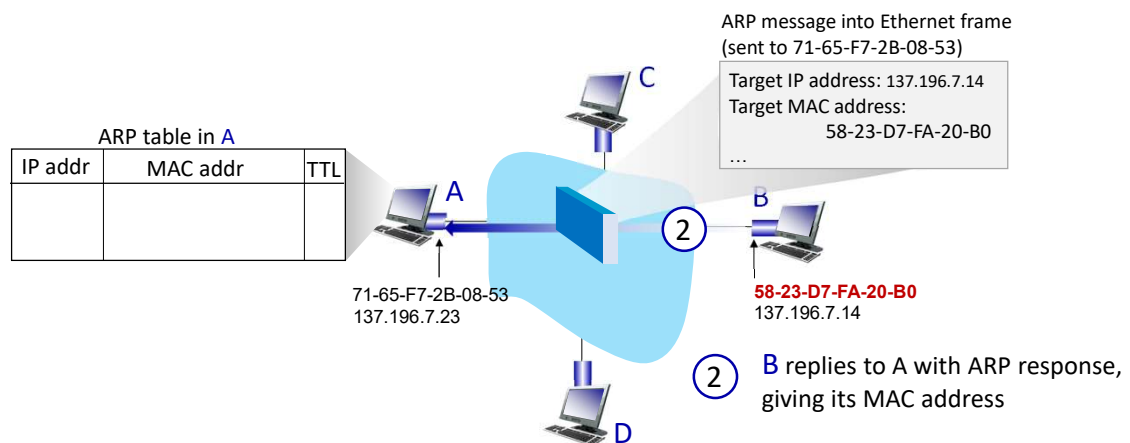 ARP message into Ethernet frame
(sent to 71-65-F7-2B-08-53)
Target IP address: 137.196.7.14
Target MAC address:
58-23-D7-FA-20-B0
...
C
ARP table in A
IP addr MAC addr TTL
A
B
2
71-65-F7-2B-08-53
137.196.7.23
58-23-D7-FA-20-B0
137.196.7.14
2 B replies to A with ARP response,
giving its MAC address
D